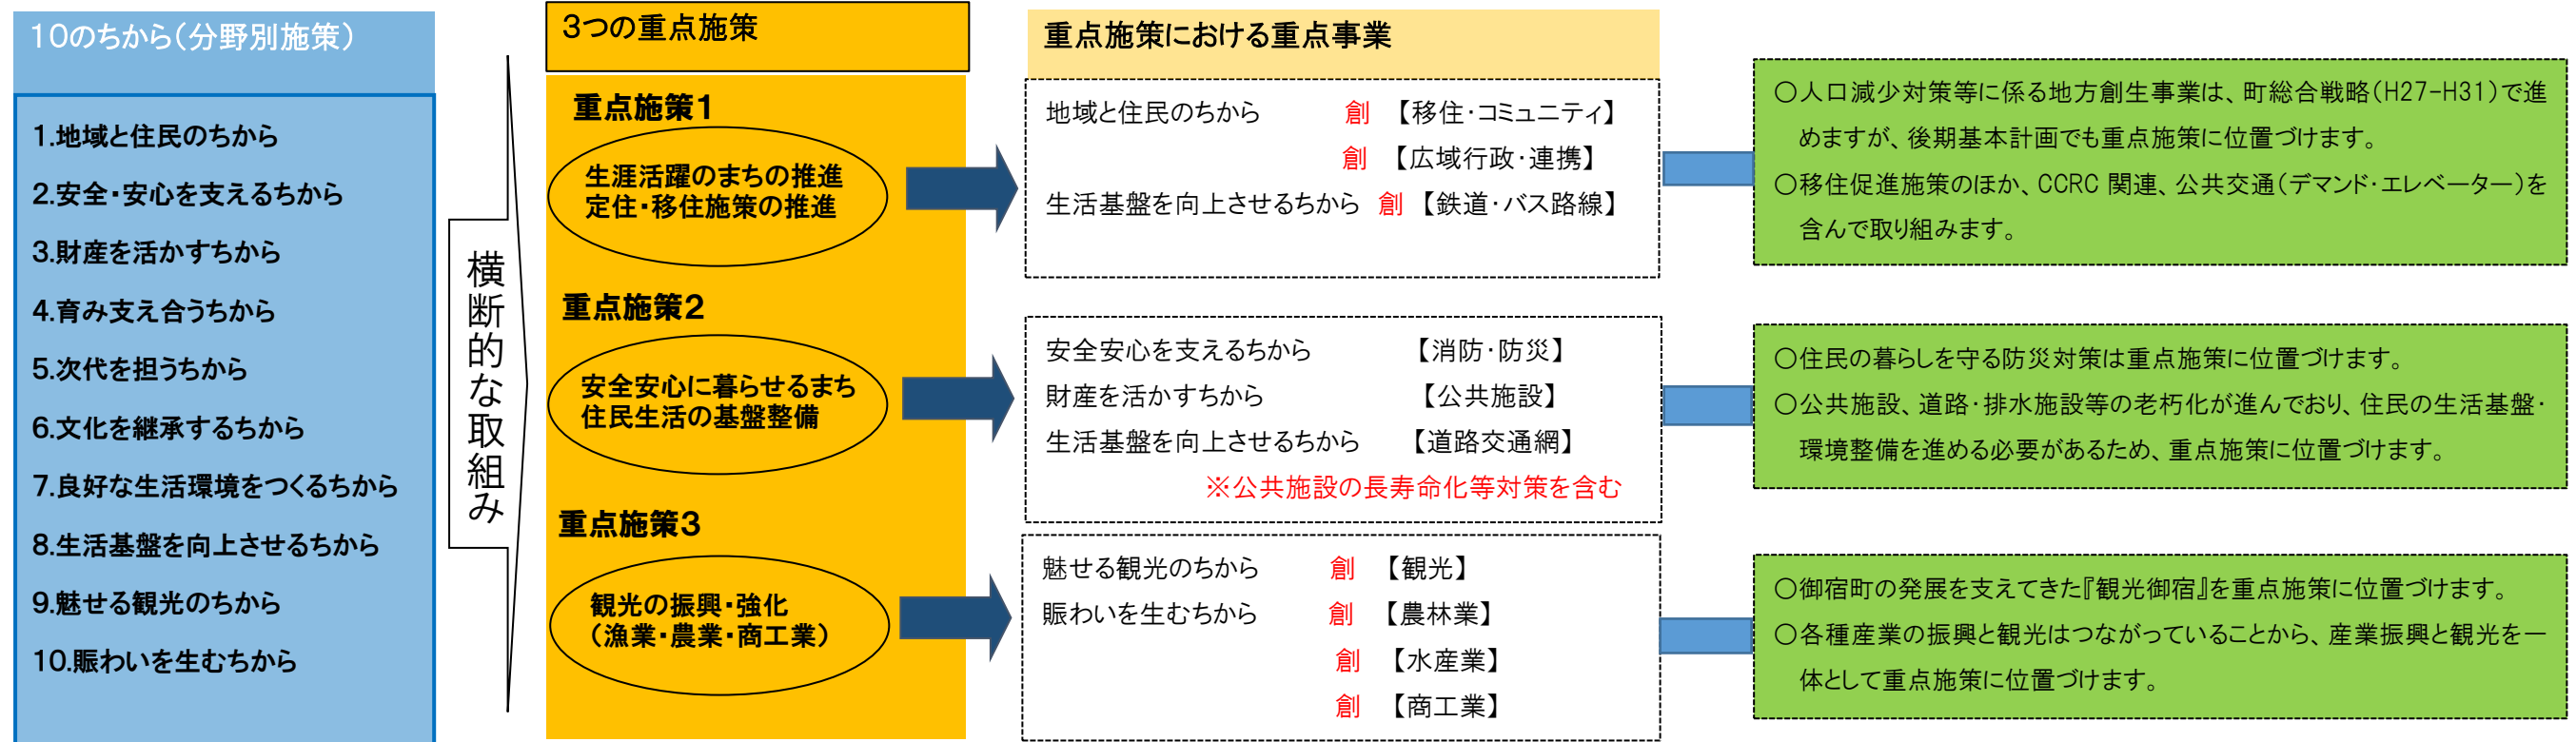 10のちから(分野別施策)
1.地域と住民のちから
2.安全・安心を支えるちから
3.財産を活かすちから
4.育み支え合うちから
5.次代を担うちから
6.文化を継承するちから
7.良好な生活環境をつくるちから
8.生活基盤を向上させるちから
9.魅せる観光のちから
10.賑わいを生むちから
横断的な取組み
3つの重点施策
重点施策1
生涯活躍のまちの推進
定住・移住施策の推進
重点施策2
安全安心に暮らせるまち
住民生活の基盤整備
重点施策3
観光の振興・強化
(漁業・農業・商工業)
重点施策における重点事業
地域と住民のちから 創 【移住・コミュニティ】
創 【広域行政・連携】
生活基盤を向上させるちから 創 【鉄道・バス路線】
安全安心を支えるちから 【消防・防災】
財産を活かすちから 【公共施設】
生活基盤を向上させるちから 【道路交通網】
※公共施設の長寿命化等対策を含む
魅せる観光のちから 創 【観光】
賑わいを生むちから 創 【農林業】
創 【水産業】
創 【商工業】
○人口減少対策等に係る地方創生事業は、町総合戦略(H27-H31)で進
めますが、後期基本計画でも重点施策に位置づけます。
○移住促進施策のほか、CCRC 関連、公共交通(デマンド・エレベーター)を
含んで取り組みます。
○住民の暮らしを守る防災対策は重点施策に位置づけます。
○公共施設、道路・排水施設等の老朽化が進んでおり、住民の生活基盤・
環境整備を進める必要があるため、重点施策に位置づけます。
○御宿町の発展を支えてきた『観光御宿』を重点施策に位置づけます。
○各種産業の振興と観光はつながっていることから、産業振興と観光を一
体として重点施策に位置づけます。